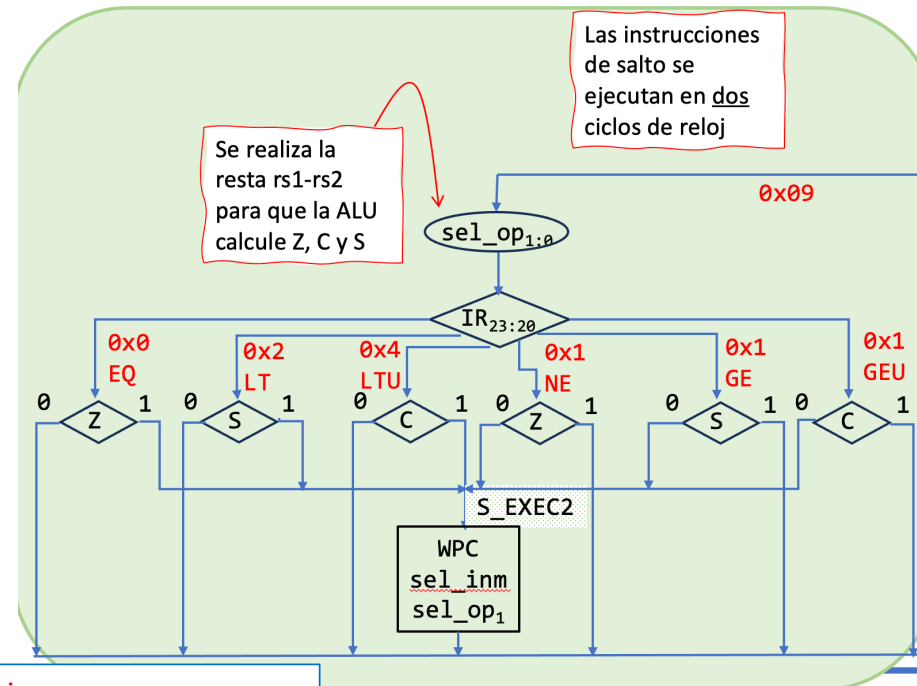 Las instrucciones
de salto se
ejecutan en dos
ciclos de reloj
Se realiza la
resta rs1-rs2
para que la ALU
calcule Z, C y S
0x09
sel_op1:0
IR23:20
0x0
EQ
0x2
LT
0x4
LTU
0x1
NE
0x1
GE
0x1
GEU
0 Z 1
0 S 1
0 C 1
0 Z 1
0 S 1
0 C 1
S_EXEC2
WPC
sel_inm
sel_op1